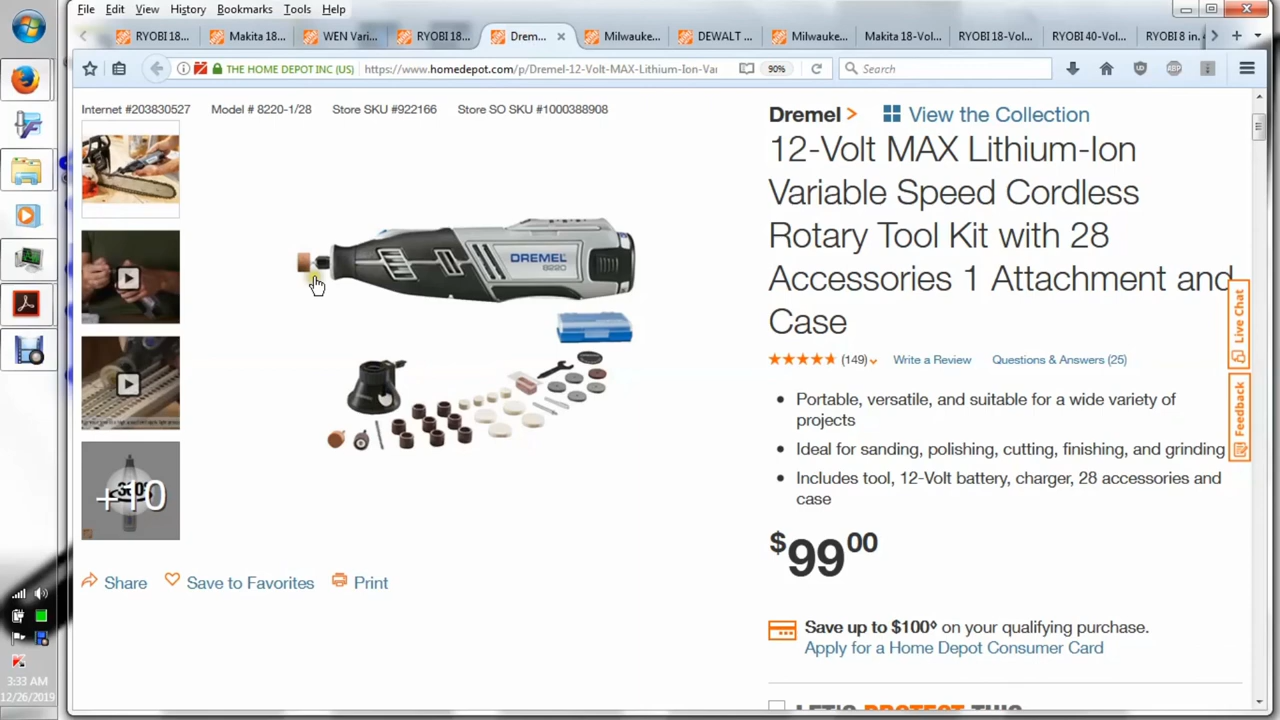 File Edit View History Bookmarks Tools Help
RYOBI 18... Makita 18... WEN Vari... RYOBI 18... Drem... Milwauke... DEWALT ... Milwauke... Makita 18-Vol... RYOBI 18-Vol... RYOBI 40-Vol... RYOBI 8 in.
THE HOME DEPOT INC (US) https://www.homedepot.com/p/Dremel-12-Volt-MAX-Lithium-Ion-Va 90% Search
Internet #203830527 Model # 8220-1/28 Store SKU #922166 Store SO SKU #1000388908
+10
DREMEL
8220
Share Save to Favorites Print
Dremel > View the Collection
12-Volt MAX Lithium-Ion
Variable Speed Cordless
Rotary Tool Kit with 28
Accessories 1 Attachment and
Case
(149) Write a Review Questions & Answers (25)
• Portable, versatile, and suitable for a wide variety of
projects
• Ideal for sanding, polishing, cutting, finishing, and grinding
• Includes tool, 12-Volt battery, charger, 28 accessories and
case
$99 00
Save up to $100◊ on your qualifying purchase.
Apply for a Home Depot Consumer Card
LET'S PROTECT THIS
Live Chat
Feedback
3:33 AM
12/26/2019